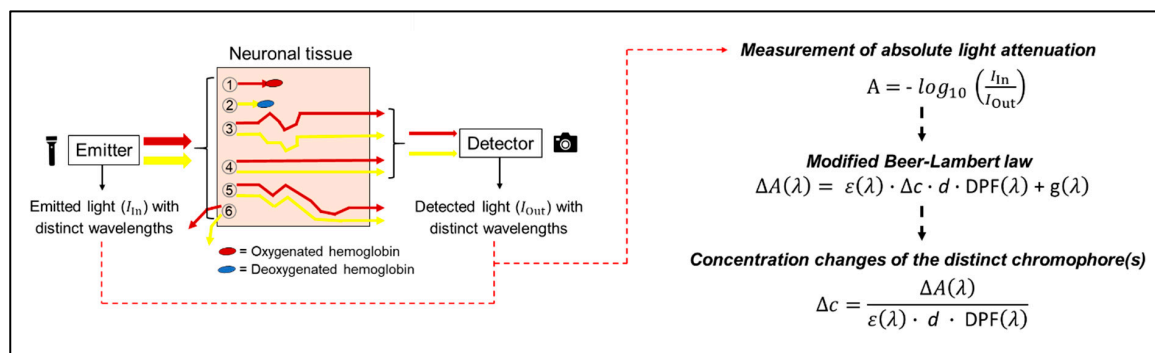 Neuronal tissue
①
②
③
④
⑤
⑥
Emitter
Detector
Emitted light (I_In) with
distinct wavelengths
Detected light (I_Out) with
distinct wavelengths
= Oxygenated hemoglobin
= Deoxygenated hemoglobin
Measurement of absolute light attenuation
A = - log₁₀ (I_In / I_Out)
Modified Beer-Lambert law
ΔA(λ) = ε(λ) · Δc · d · DPF(λ) + g(λ)
Concentration changes of the distinct chromophore(s)
Δc = ΔA(λ) / ε(λ) · d · DPF(λ)